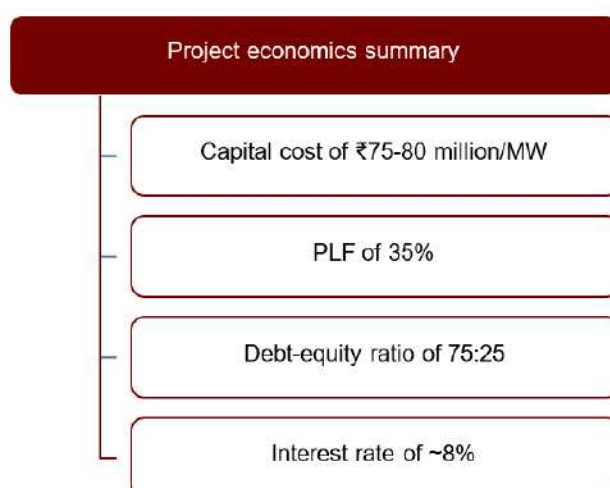 Project economics summary
Capital cost of ₹75-80 million/MW
PLF of 35%
Debt-equity ratio of 75:25
Interest rate of ~8%